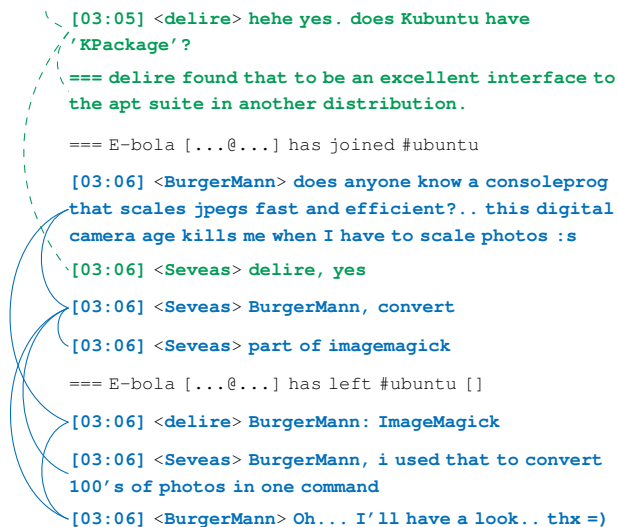 [03:05] <delire> hehe yes. does Kubuntu have
'KPackage'?
=== delire found that to be an excellent interface to
the apt suite in another distribution.
=== E-bola [...@...] has joined #ubuntu
[03:06] <BurgerMann> does anyone know a consoleprog
that scales jpegs fast and efficient?.. this digital
camera age kills me when I have to scale photos :s
[03:06] <Seveas> delire, yes
[03:06] <Seveas> BurgerMann, convert
[03:06] <Seveas> part of imagemagick
=== E-bola [...@...] has left #ubuntu []
[03:06] <delire> BurgerMann: ImageMagick
[03:06] <Seveas> BurgerMann, i used that to convert
100's of photos in one command
[03:06] <BurgerMann> Oh... I'll have a look.. thx =)